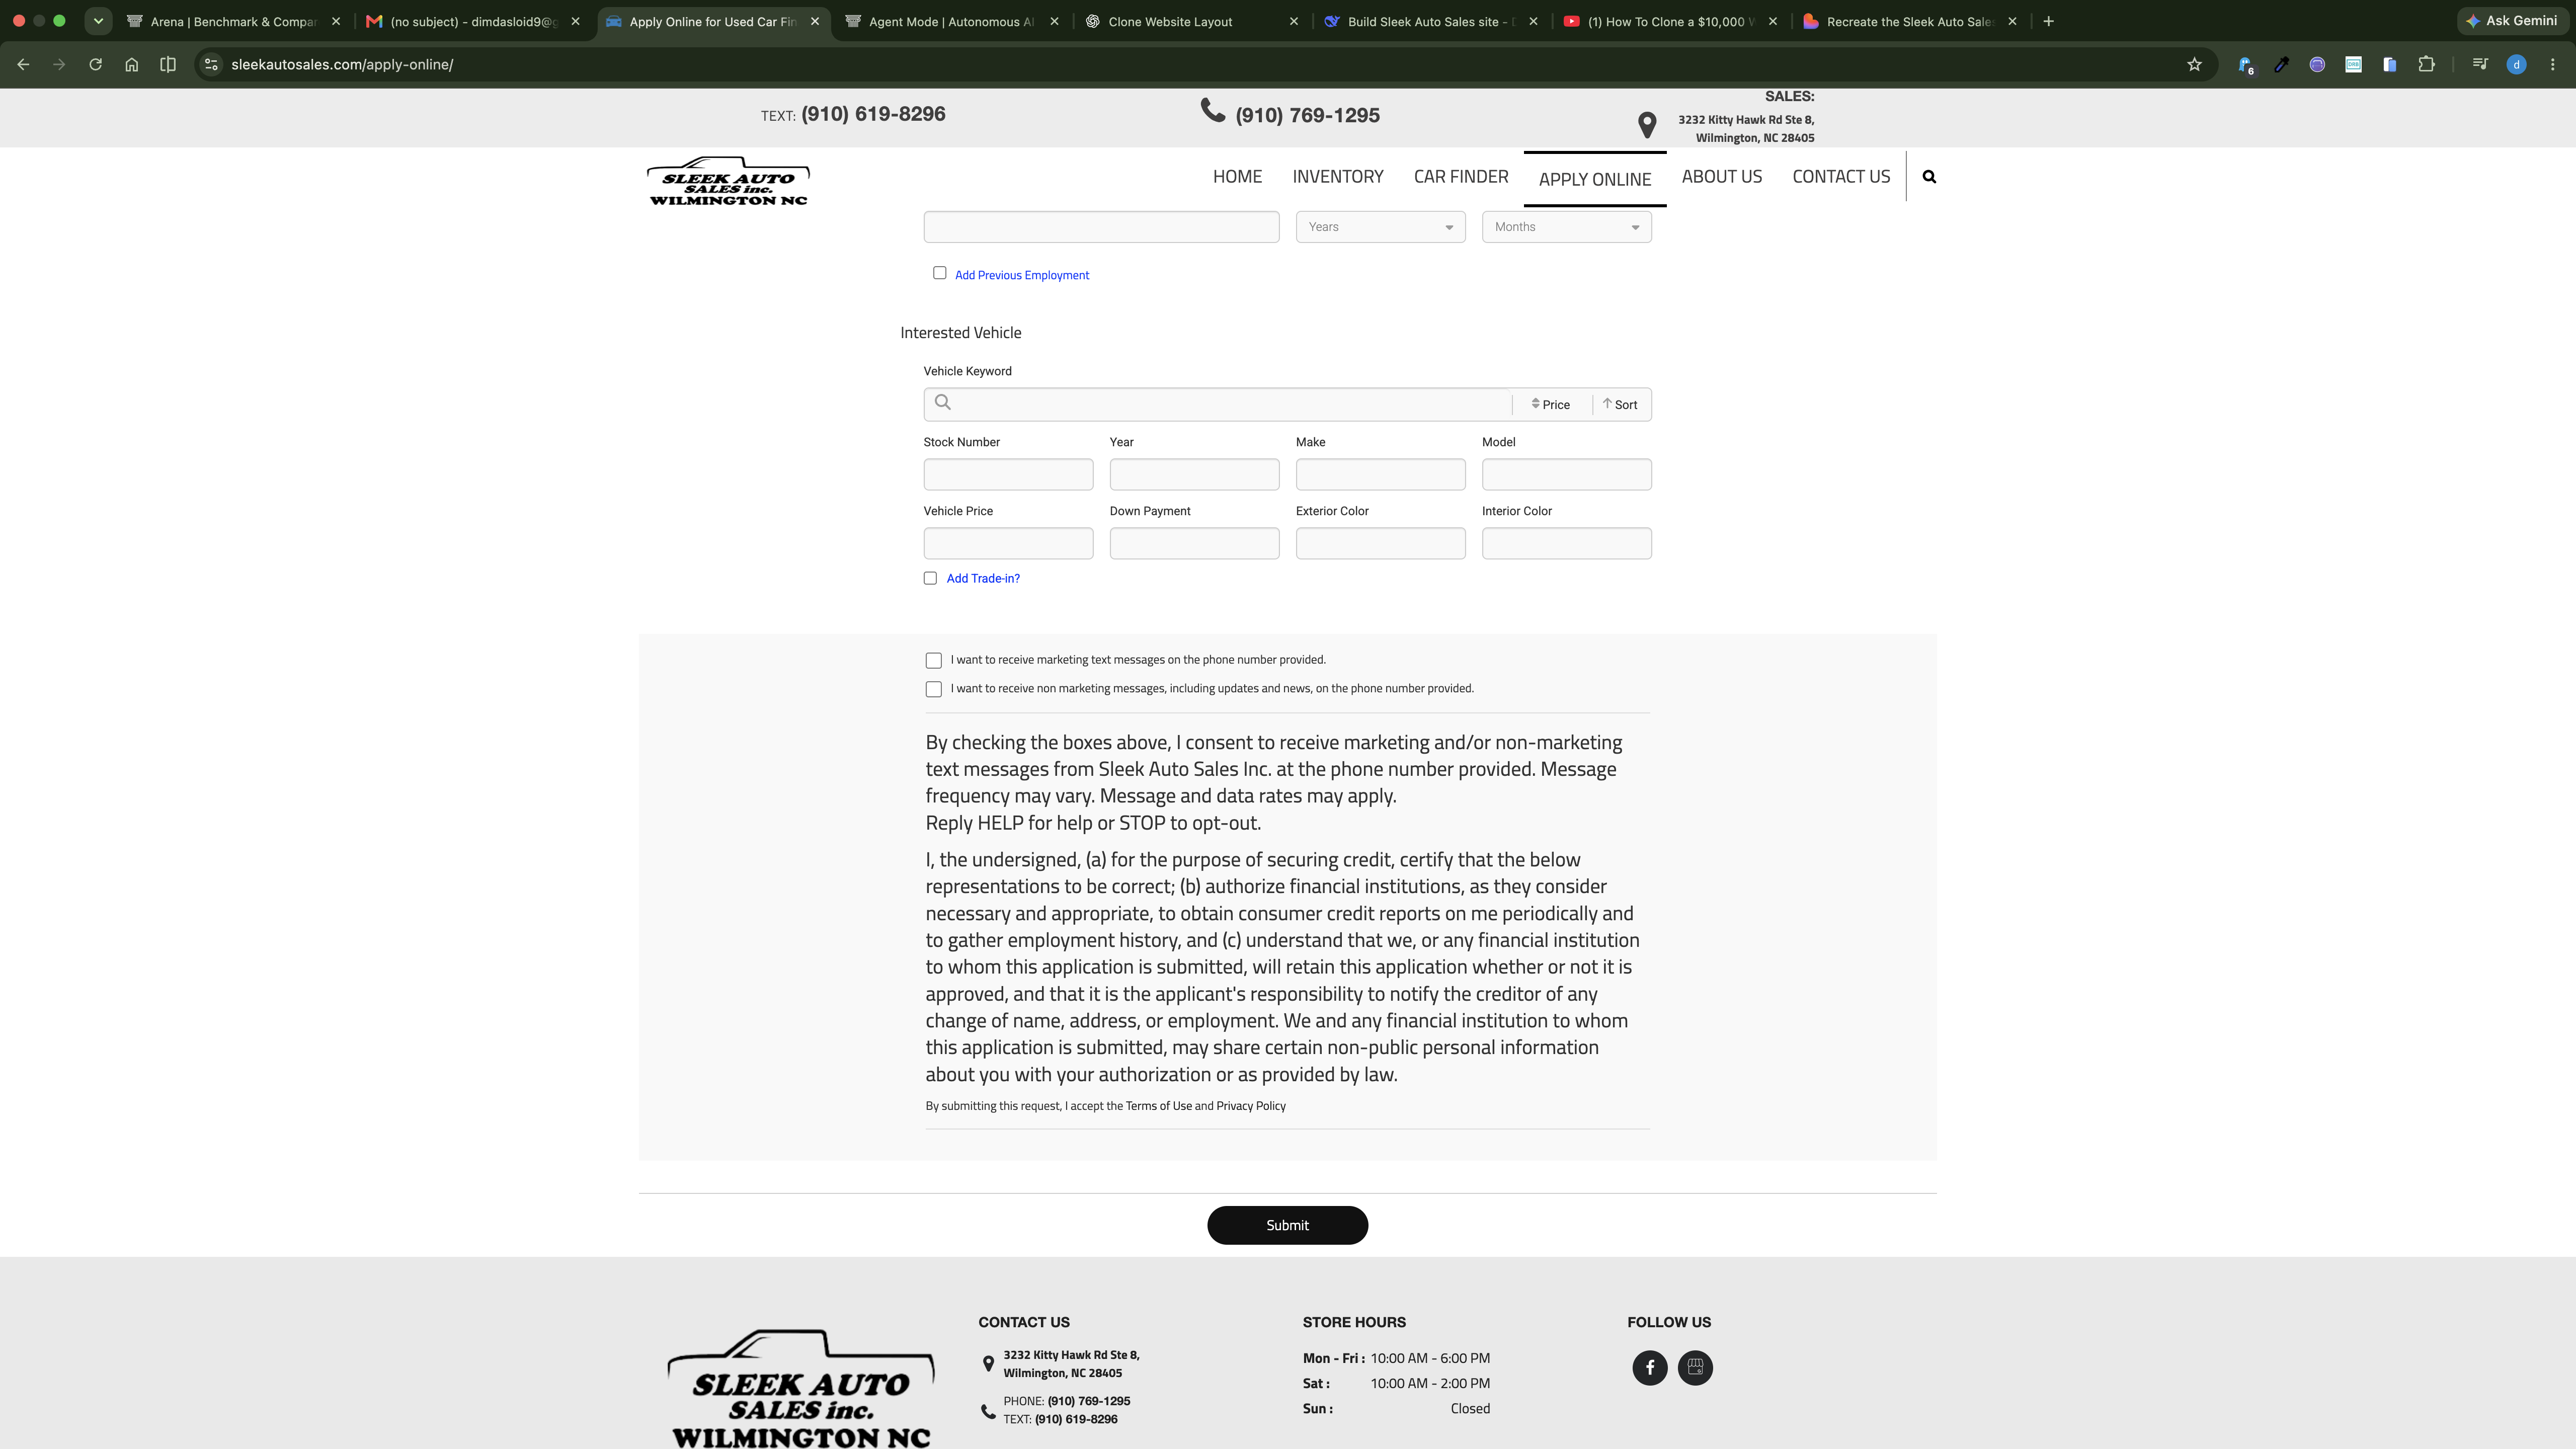 Arena | Benchmark & Compar
(no subject) - dimdasloid9@g
Apply Online for Used Car Fin
Agent Mode | Autonomous AI
Clone Website Layout
Build Sleek Auto Sales site - D
(1) How To Clone a $10,000 W
Recreate the Sleek Auto Sales
Ask Gemini
sleekautosales.com/apply-online/
6
d
TEXT: (910) 619-8296
(910) 769-1295
SALES:
3232 Kitty Hawk Rd Ste 8,
Wilmington, NC 28405
SLEEK AUTO
SALES inc.
WILMINGTON NC
HOME
INVENTORY
CAR FINDER
APPLY ONLINE
ABOUT US
CONTACT US
Years
Months
Add Previous Employment
Interested Vehicle
Vehicle Keyword
Price
Sort
Stock Number
Year
Make
Model
Vehicle Price
Down Payment
Exterior Color
Interior Color
Add Trade-in?
I want to receive marketing text messages on the phone number provided.
I want to receive non marketing messages, including updates and news, on the phone number provided.
By checking the boxes above, I consent to receive marketing and/or non-marketing
text messages from Sleek Auto Sales Inc. at the phone number provided. Message
frequency may vary. Message and data rates may apply.
Reply HELP for help or STOP to opt-out.
I, the undersigned, (a) for the purpose of securing credit, certify that the below
representations to be correct; (b) authorize financial institutions, as they consider
necessary and appropriate, to obtain consumer credit reports on me periodically and
to gather employment history, and (c) understand that we, or any financial institution
to whom this application is submitted, will retain this application whether or not it is
approved, and that it is the applicant's responsibility to notify the creditor of any
change of name, address, or employment. We and any financial institution to whom
this application is submitted, may share certain non-public personal information
about you with your authorization or as provided by law.
By submitting this request, I accept the Terms of Use and Privacy Policy
Submit
SLEEK AUTO
SALES inc.
WILMINGTON NC
CONTACT US
3232 Kitty Hawk Rd Ste 8,
Wilmington, NC 28405
PHONE: (910) 769-1295
TEXT: (910) 619-8296
STORE HOURS
Mon - Fri : 10:00 AM - 6:00 PM
Sat : 10:00 AM - 2:00 PM
Sun : Closed
FOLLOW US